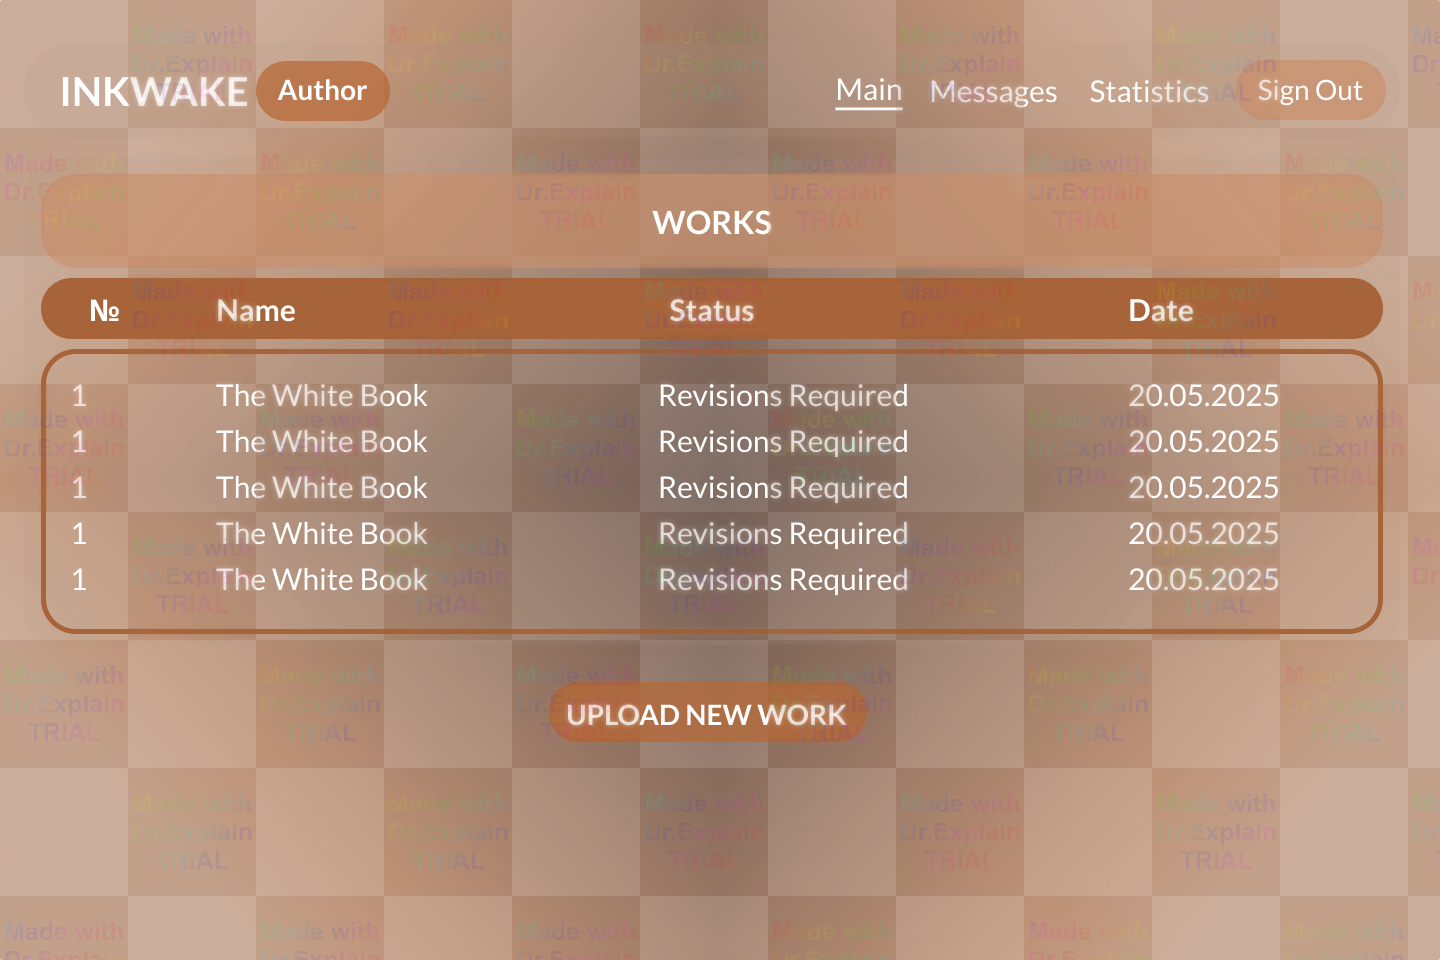 INKWAKE Author Main Messages Statistics Sign Out
WORKS
№ Name Status Date
1 The White Book Revisions Required 20.05.2025
1 The White Book Revisions Required 20.05.2025
1 The White Book Revisions Required 20.05.2025
1 The White Book Revisions Required 20.05.2025
1 The White Book Revisions Required 20.05.2025
UPLOAD NEW WORK
Made with
Dr.Explain
TRIAL